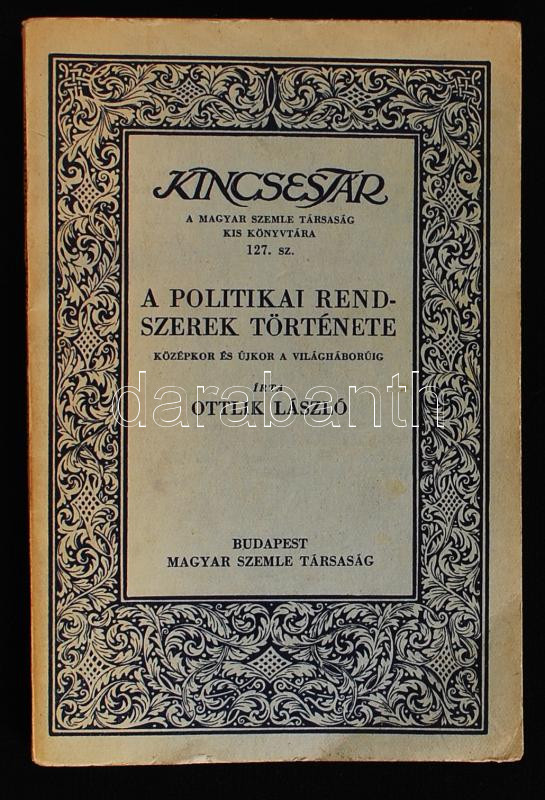 KINCSESTÁR
A MAGYAR SZEMLE TÁRSASÁG
KIS KÖNYVTÁRA
127. SZ.
A POLITIKAI REND-
SZEREK TÖRTÉNETE
KÖZÉPKOR ÉS ÚJKOR A VILÁGHÁBORÚIG
ÍRTA
OTTLIK LÁSZLÓ
darabanth
BUDAPEST
MAGYAR SZEMLE TÁRSASÁG